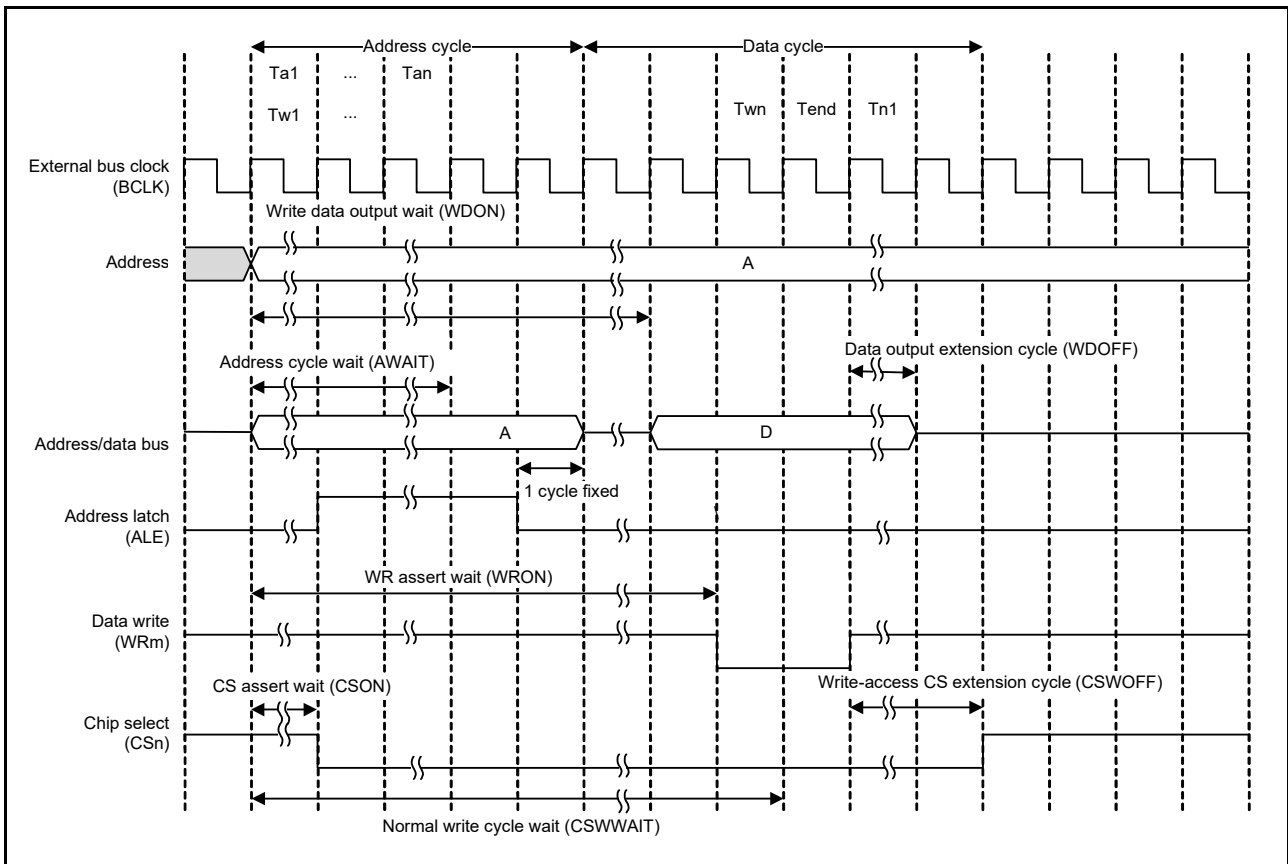 Address cycle
Data cycle
Ta1 ... Tan
Twn Tend Tn1
Tw1 ...
External bus clock
(BCLK)
Write data output wait (WDON)
Address
A
Address cycle wait (AWAIT)
Data output extension cycle (WDOFF)
Address/data bus
A
D
1 cycle fixed
Address latch
(ALE)
WR assert wait (WRON)
Data write
(WRm)
CS assert wait (CSON)
Write-access CS extension cycle (CSWOFF)
Chip select
(CSn)
Normal write cycle wait (CSWWAIT)